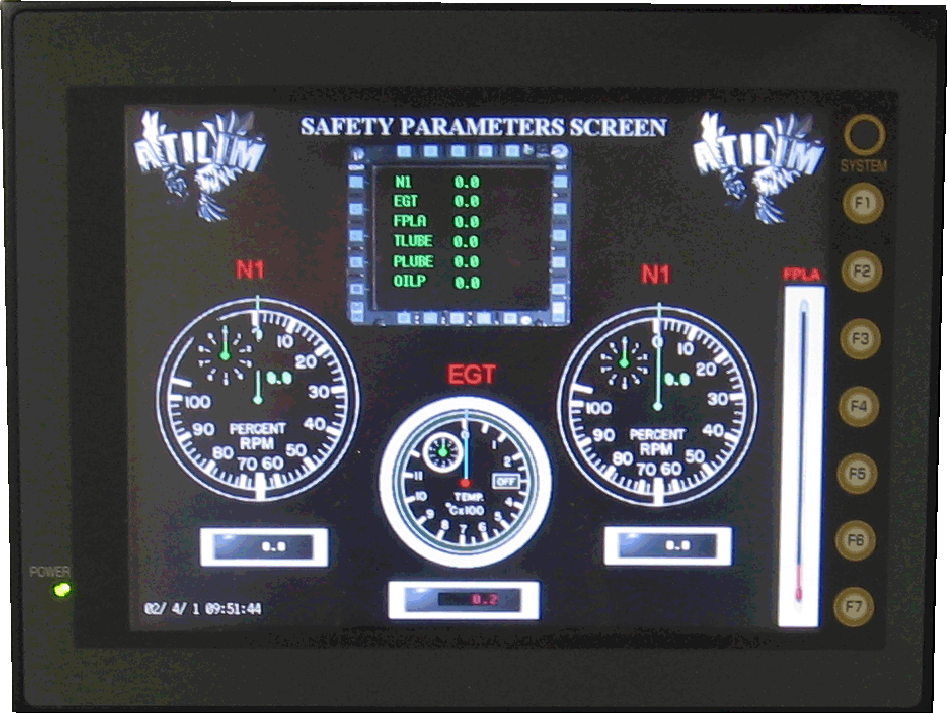 SAFETY PARAMETERS SCREEN
ATILIM
ATILIM
SYSTEM
N1 0.0
EGT 0.0
FPLA 0.0
TLUBE 0.0
PLUBE 0.0
OILP 0.0
F1
F2
F3
F4
F5
F6
F7
N1
0
10
20
30
40
50
60
70
80
90
100
0.0
PERCENT
RPM
0.0
EGT
0
1
2
OFF
4
5
6
7
8
9
10
11
TEMP.
°Cx100
0.2
N1
0
10
20
30
40
50
60
70
80
90
100
0.0
PERCENT
RPM
0.0
FPLA
POWER
02/ 4/ 1 09:51:44